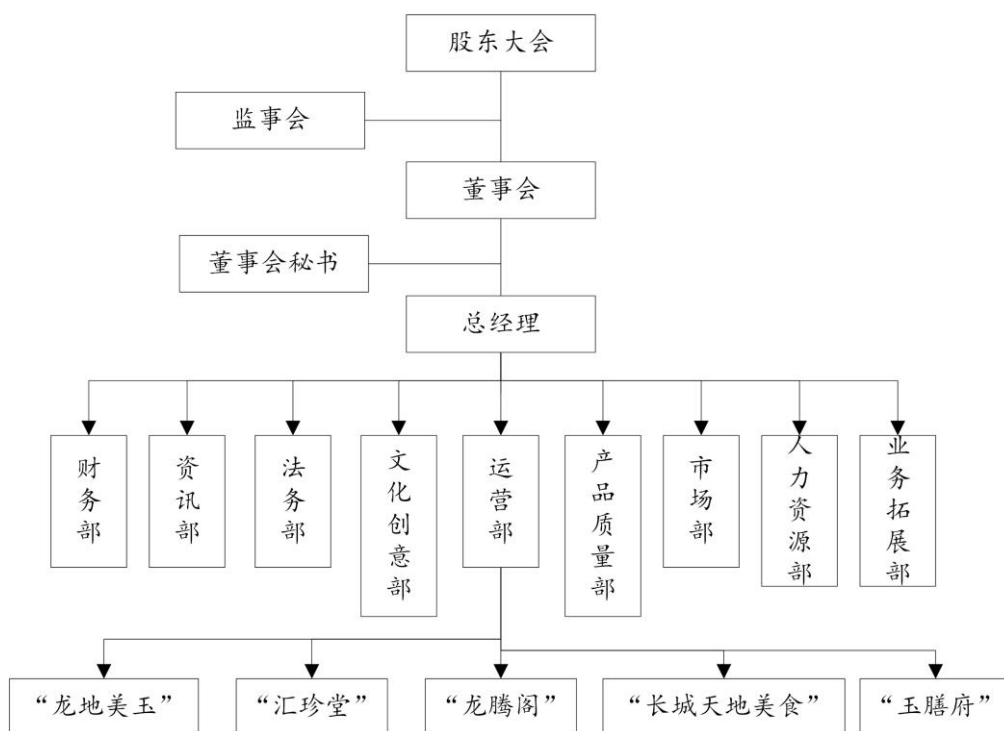 股东大会
监事会
董事会
董事会秘书
总经理
财务部
资讯部
法务部
文化创意部
运营部
产品质量部
市场部
人力资源部
业务拓展部
“龙地美玉”
“汇珍堂”
“龙腾阁”
“长城天地美食”
“玉膳府”